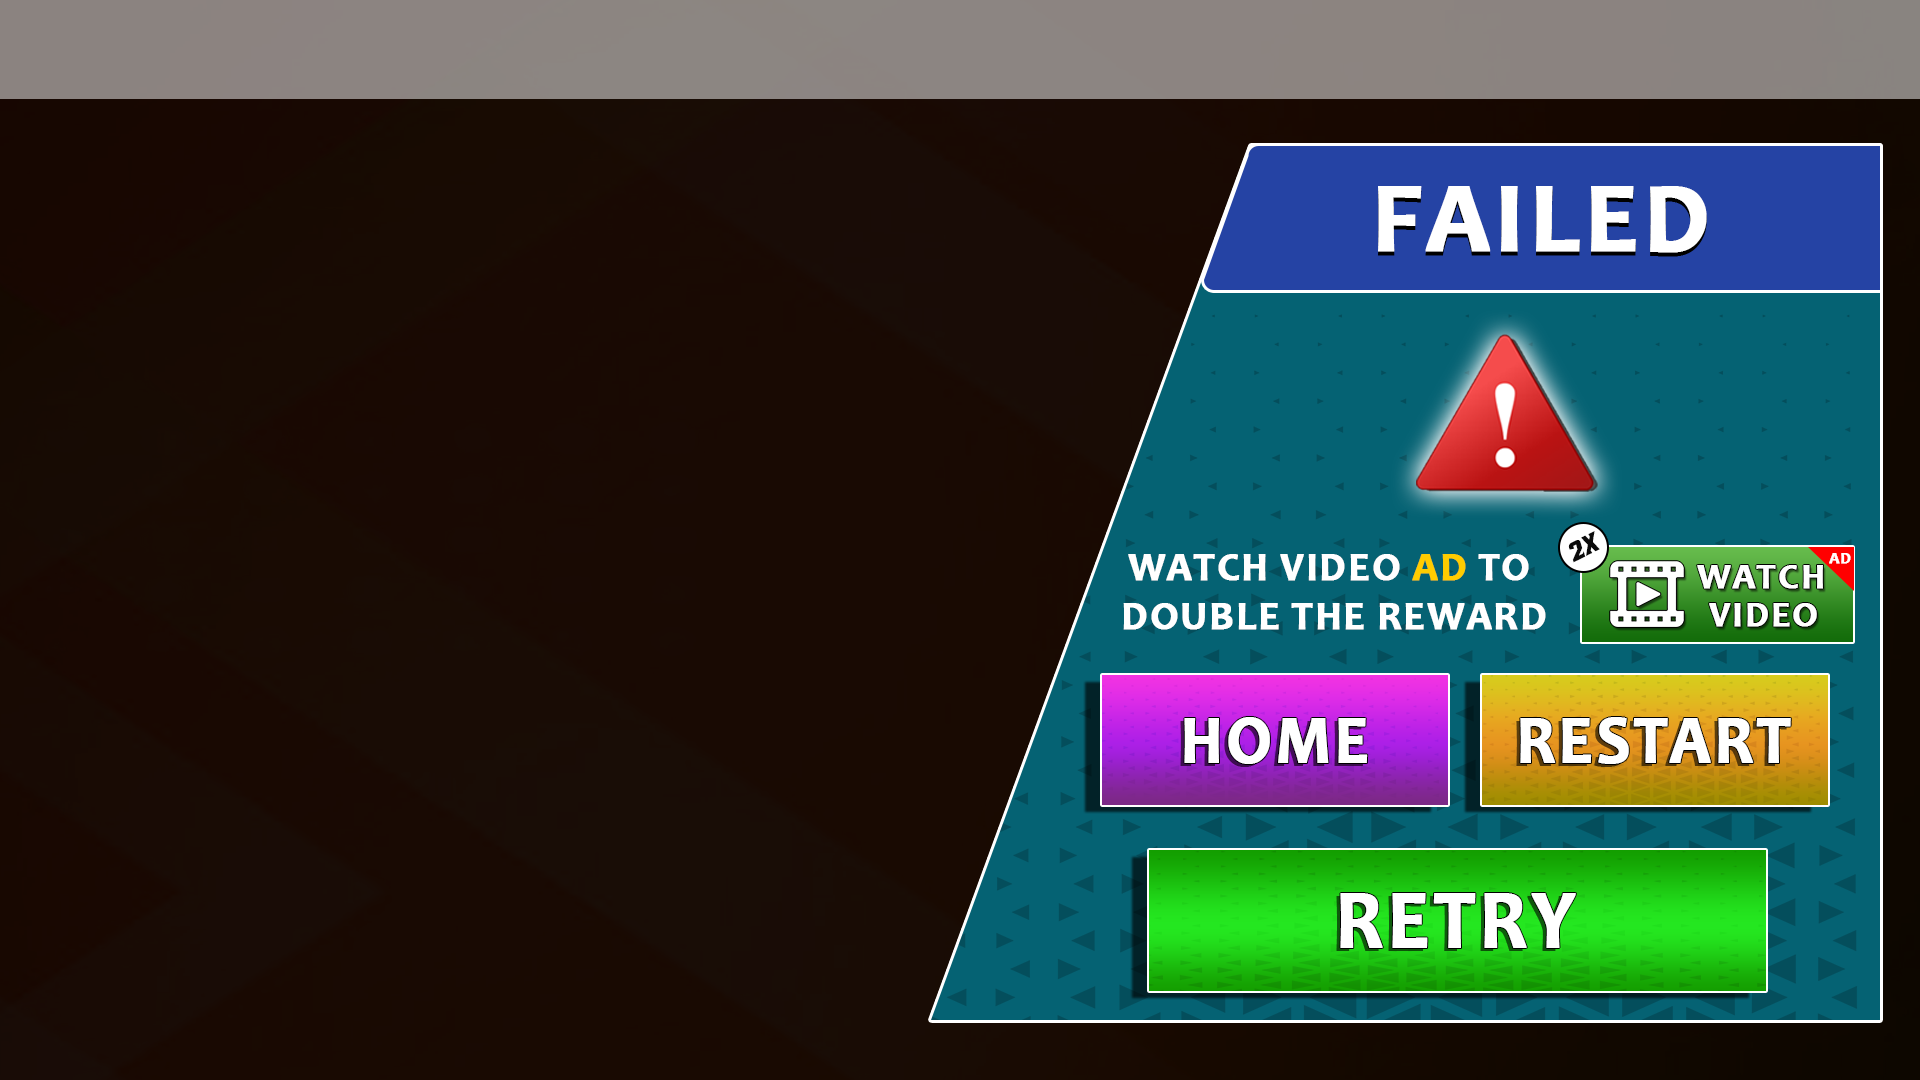 FAILED
WATCH VIDEO AD TO
DOUBLE THE REWARD
2X
AD
WATCH
VIDEO
HOME
RESTART
RETRY